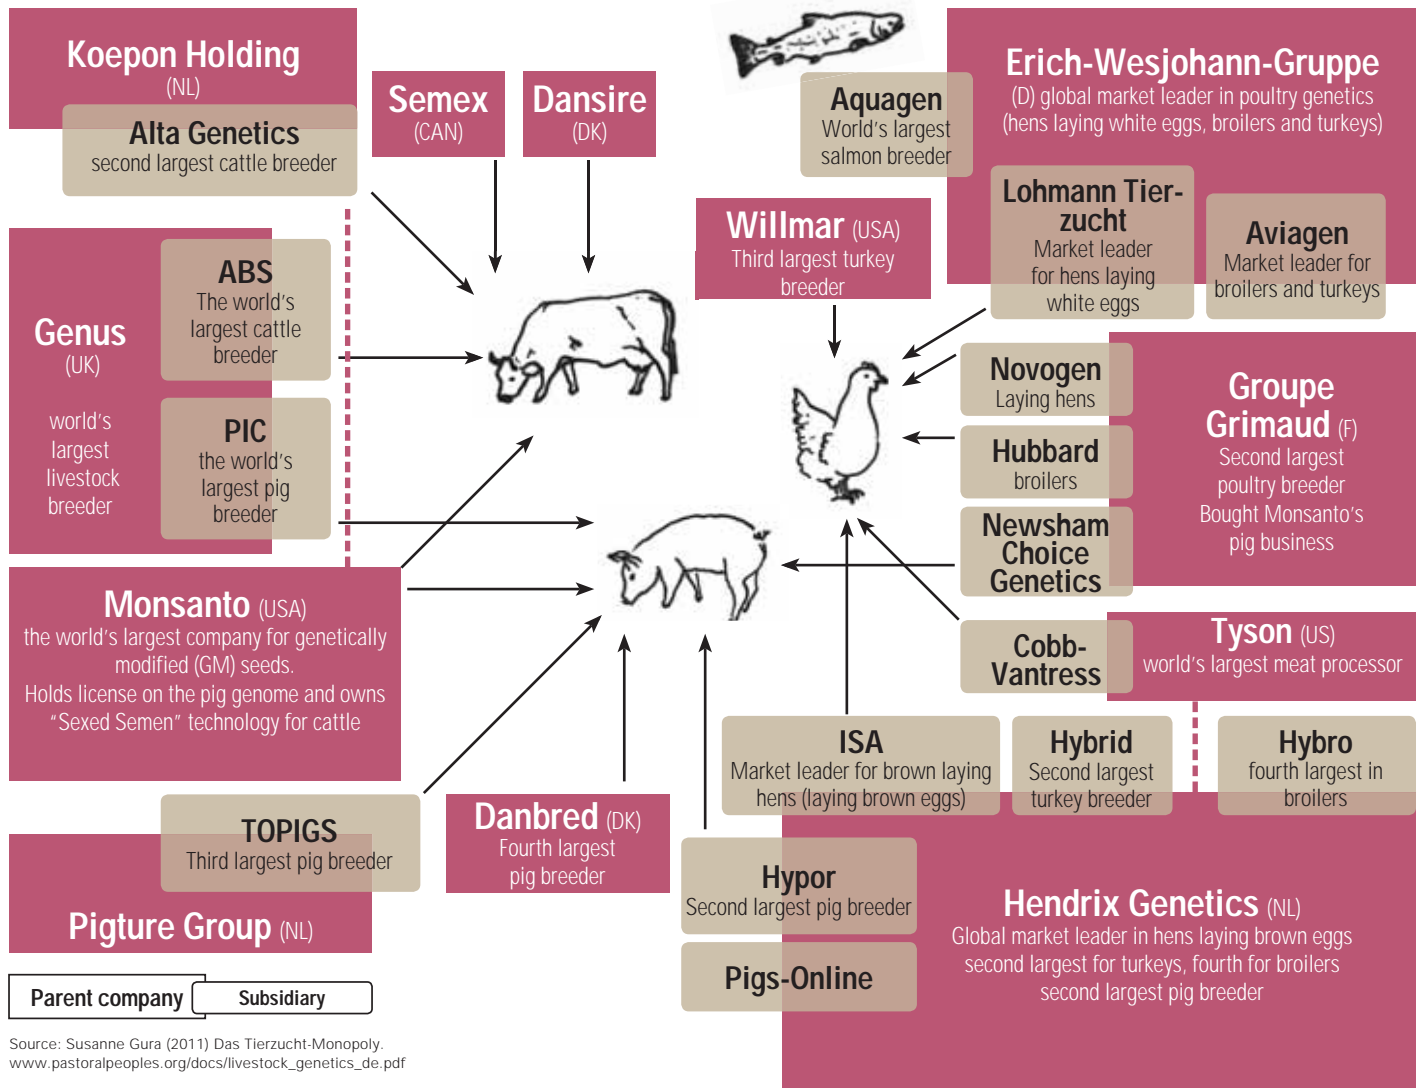 Koepon Holding
(NL)
Alta Genetics
second largest cattle breeder
Semex
(CAN)
Dansire
(DK)
Aquagen
World's largest
salmon breeder
Erich-Wesjohann-Gruppe
(D) global market leader in poultry genetics
(hens laying white eggs, broilers and turkeys)
Lohmann Tier-
zucht
Market leader
for hens laying
white eggs
Aviagen
Market leader for
broilers and turkeys
Willmar (USA)
Third largest turkey
breeder
Genus
(UK)
world's
largest
livestock
breeder
ABS
The world's
largest cattle
breeder
PIC
the world's
largest pig
breeder
Novogen
Laying hens
Hubbard
broilers
Newsham
Choice
Genetics
Groupe
Grimaud (F)
Second largest
poultry breeder
Bought Monsanto's
pig business
Monsanto (USA)
the world's largest company for genetically
modified (GM) seeds.
Holds license on the pig genome and owns
"Sexed Semen" technology for cattle
Cobb-
Vantress
Tyson (US)
world's largest meat processor
ISA
Market leader for brown laying
hens (laying brown eggs)
Hybrid
Second largest
turkey breeder
Hybro
fourth largest in
broilers
TOPIGS
Third largest pig breeder
Pigture Group (NL)
Danbred (DK)
Fourth largest
pig breeder
Hypor
Second largest pig breeder
Pigs-Online
Hendrix Genetics (NL)
Global market leader in hens laying brown eggs
second largest for turkeys, fourth for broilers
second largest pig breeder
Parent company
Subsidiary
Source: Susanne Gura (2011) Das Tierzucht-Monopoly.
www.pastoralpeoples.org/docs/livestock_genetics_de.pdf